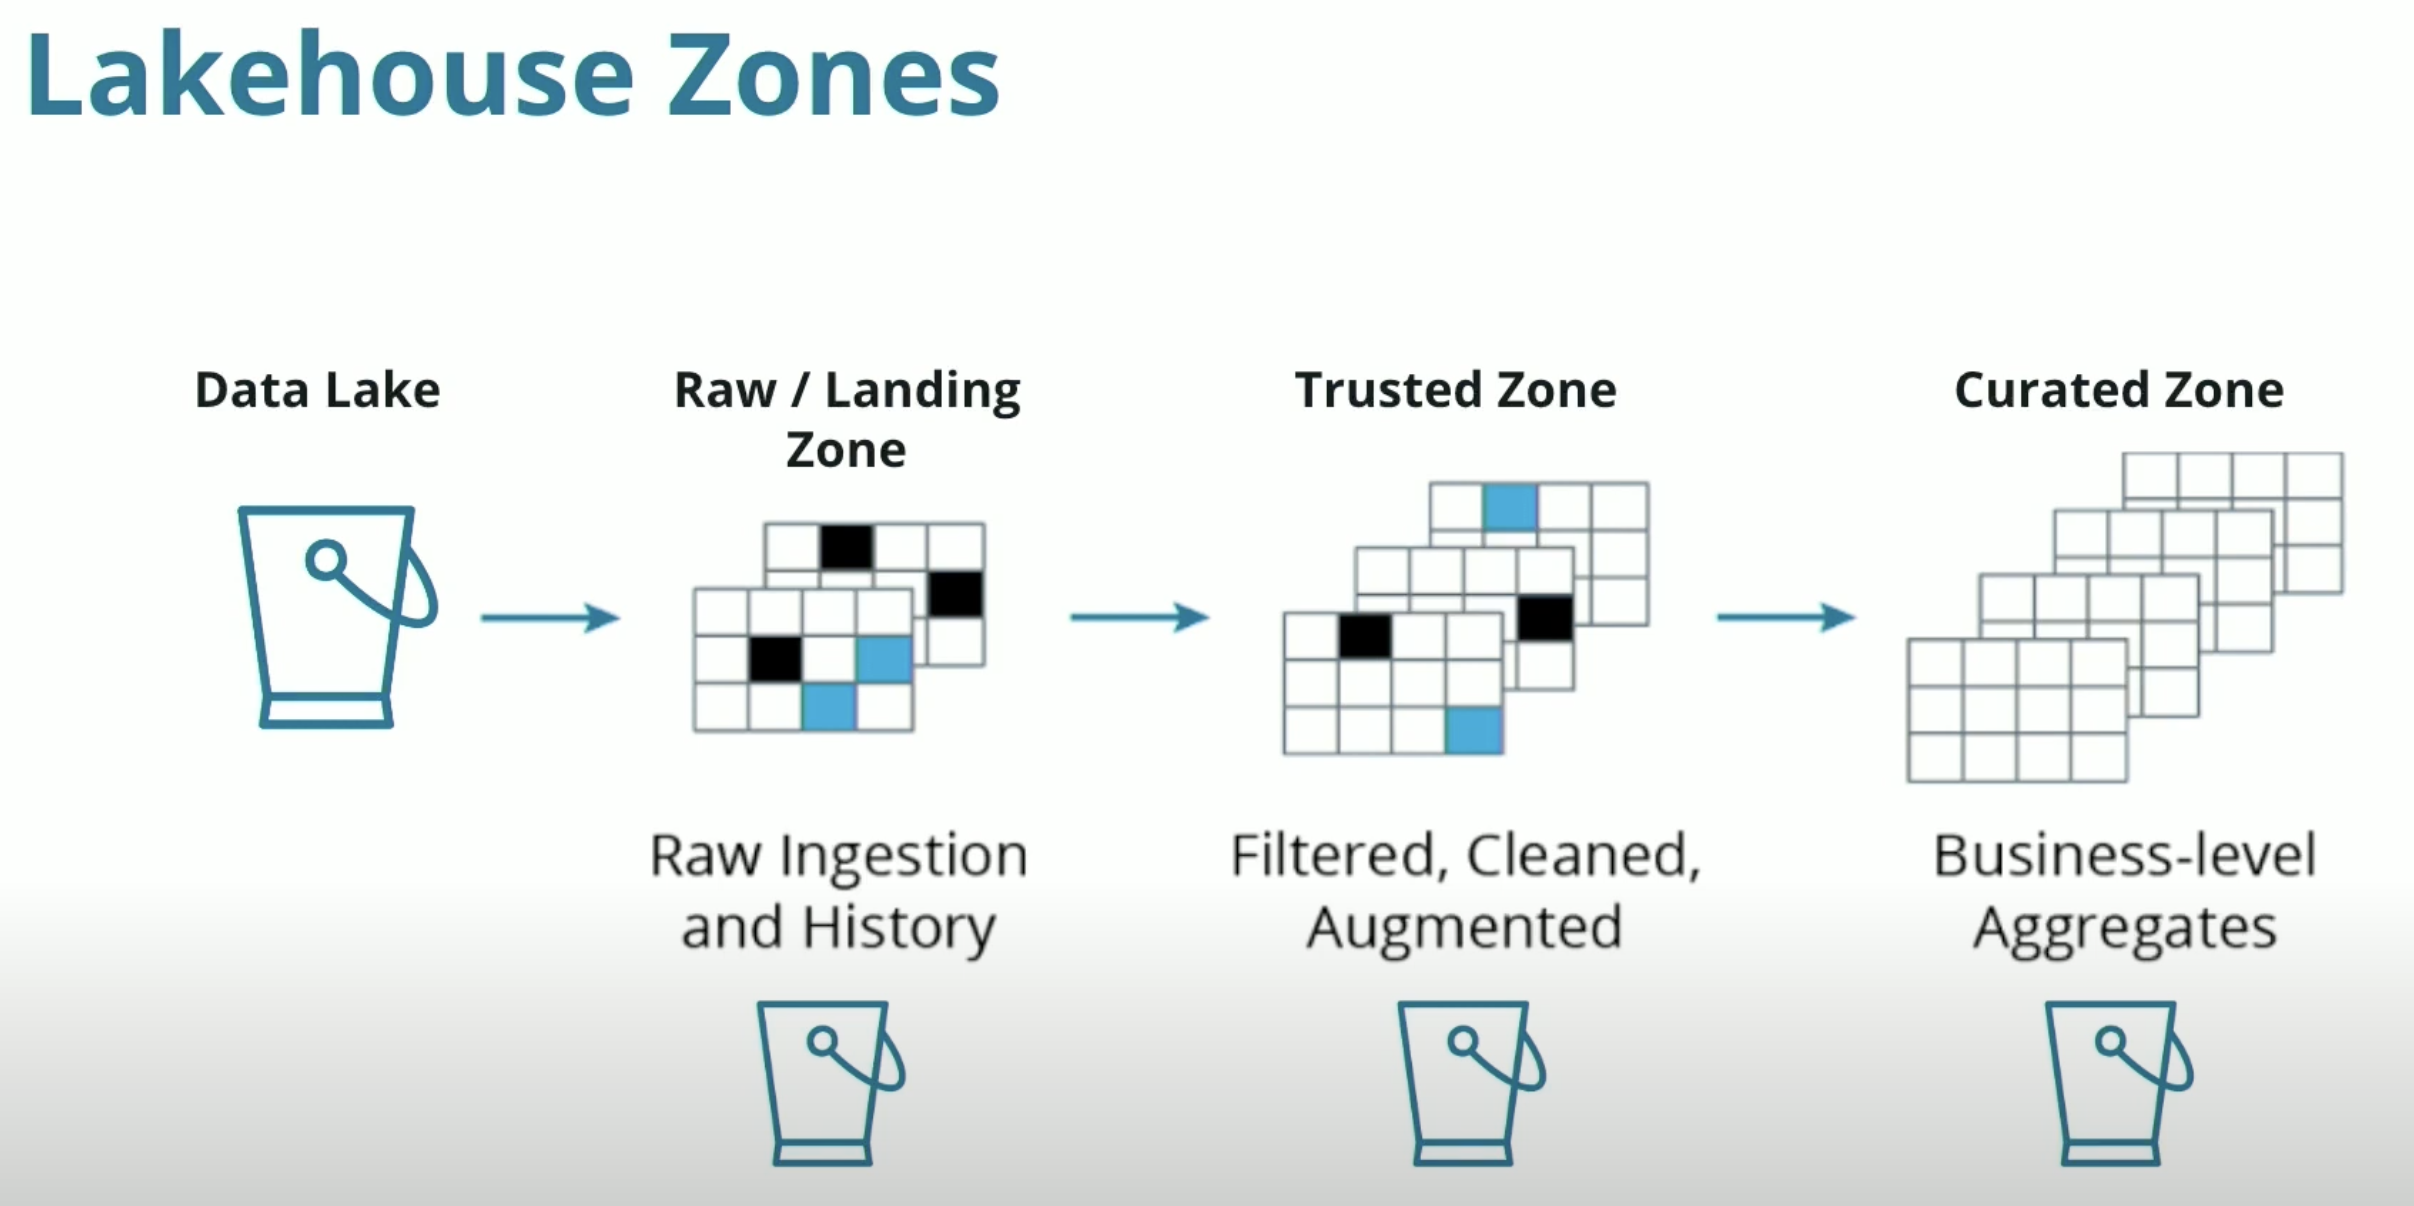 Lakehouse Zones
Data Lake
Raw / Landing
Zone
Raw Ingestion
and History
Trusted Zone
Filtered, Cleaned,
Augmented
Curated Zone
Business-level
Aggregates